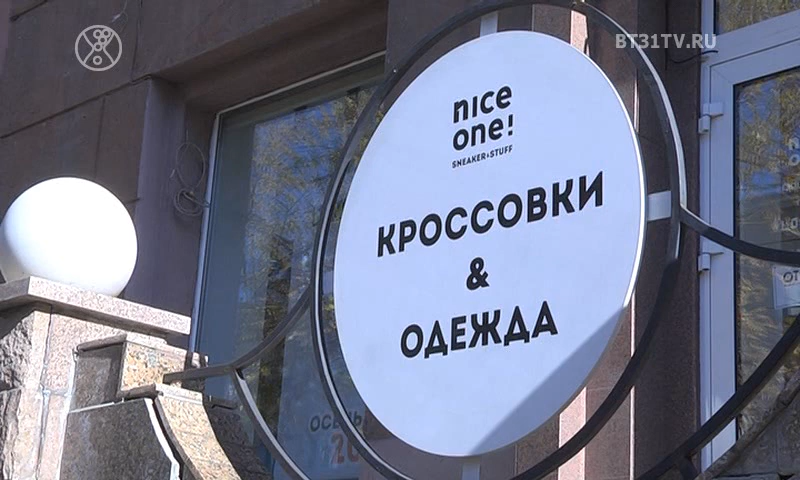 BT31TV.RU
nice
one!
SNEAKER&STUFF
КРОССОВКИ
&
ОДЕЖДА